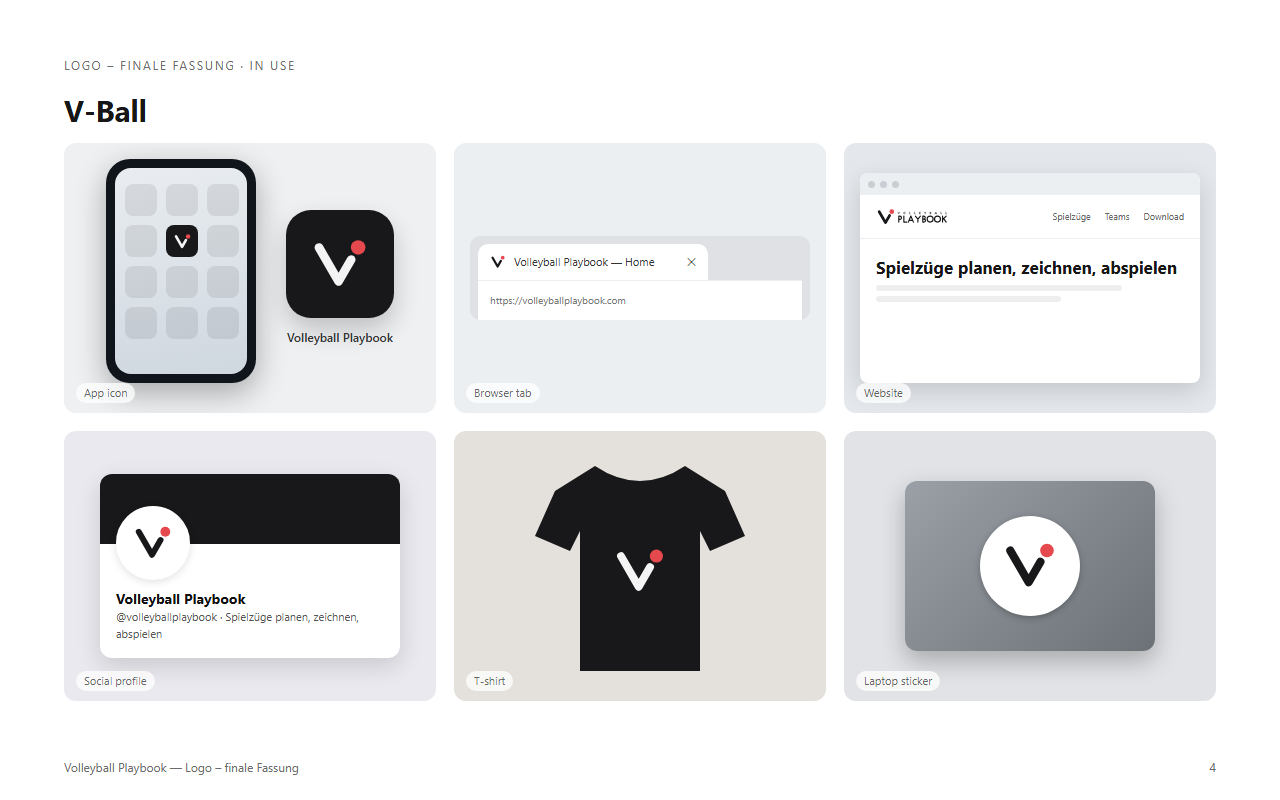 LOGO – FINALE FASSUNG · IN USE
V-Ball
Volleyball Playbook
App icon
Volleyball Playbook — Home
https://volleyballplaybook.com
Browser tab
VOLLEYBALL
PLAYBOOK
Spielzüge Teams Download
Spielzüge planen, zeichnen, abspielen
Website
Volleyball Playbook
@volleyballplaybook · Spielzüge planen, zeichnen,
abspielen
Social profile
T-shirt
Laptop sticker
Volleyball Playbook — Logo – finale Fassung
4